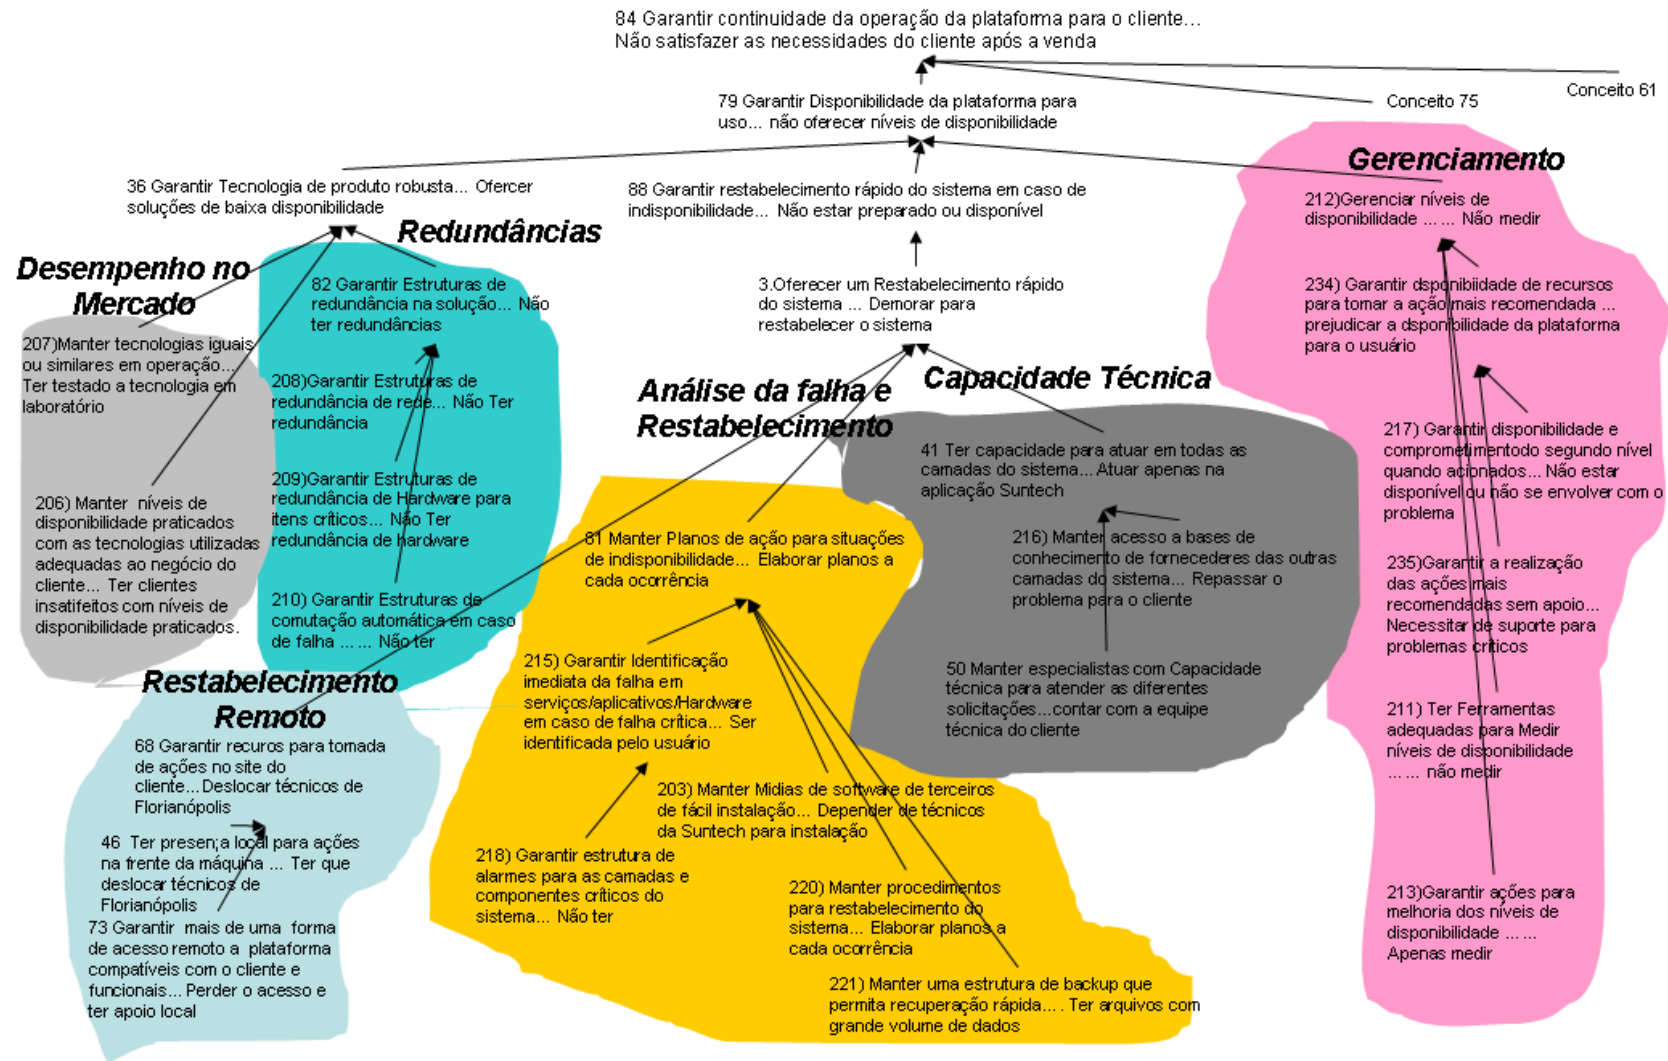 84 Garantir continuidade da operação da plataforma para o cliente...
Não satisfazer as necessidades do cliente após a venda
79 Garantir Disponibilidade da plataforma para
uso... não oferecer níveis de disponibilidade
Conceito 75
Conceito 61
36 Garantir Tecnologia de produto robusta... Ofercer
soluções de baixa disponibilidade
88 Garantir restabelecimento rápido do sistema em caso de
indisponibilidade... Não estar preparado ou disponível
Gerenciamento
212)Gerenciar níveis de
disponibilidade ... ... Não medir
Redundâncias
Desempenho no
Mercado
82 Garantir Estruturas de
redundância na solução... Não
ter redundâncias
3.Oferecer um Restabelecimento rápido
do sistema ... Demorar para
restabelecer o sistema
234) Garantir dsponibiidade de recursos
para tomar a ação mais recomendada ...
prejudicar a dsponibilidade da plataforma
para o usuário
207)Manter tecnologias iguais
ou similares em operação...
Ter testado a tecnologia em
laboratório
208)Garantir Estruturas de
redundância de rede... Não Ter
redundância
Análise da falha e
Restabelecimento
Capacidade Técnica
217) Garantir disponibilidade e
comprometimentodo segundo nível
quando acionados... Não estar
disponível ou não se envolver com o
problema
41 Ter capacidade para atuar em todas as
camadas do sistema... Atuar apenas na
aplicação Suntech
209)Garantir Estruturas de
redundância de Hardware para
itens críticos... Não Ter
redundância de hardware
206) Manter níveis de
disponibilidade praticados
com as tecnologias utilizadas
adequadas ao negócio do
cliente... Ter clientes
insatifeitos com níveis de
disponibilidade praticados.
81 Manter Planos de ação para situações
de indisponibilidade... Elaborar planos a
cada ocorrência
216) Manter acesso a bases de
conhecimento de fornecederes das outras
camadas do sistema... Repassar o
problema para o cliente
235)Garantir a realização
das ações mais
recomendadas sem apoio...
Necessitar de suporte para
problemas críticos
210) Garantir Estruturas de
comutação automática em caso
de falha ... ... Não ter
215) Garantir Identificação
imediata da falha em
serviços/aplicativos/Hardware
em caso de falha crítica... Ser
identificada pelo usuário
50 Manter especialistas com Capacidade
técnica para atender as diferentes
solicitações...contar com a equipe
técnica do cliente
Restabelecimento
Remoto
211) Ter Ferramentas
adequadas para Medir
níveis de disponibilidade
... ... não medir
68 Garantir recuros para tomada
de ações no site do
cliente...Deslocar técnicos de
Florianópolis
203) Manter Midias de software de terceiros
de fácil instalação... Depender de técnicos
da Suntech para instalação
46 Ter presen;a local para ações
na frente da máquina ... Ter que
deslocar técnicos de
Florianópolis
218) Garantir estrutura de
alarmes para as camadas e
componentes críticos do
sistema... Não ter
220) Manter procedimentos
para restabelecimento do
sistema... Elaborar planos a
cada ocorrência
213)Garantir ações para
melhoria dos níveis de
disponibilidade ... ...
Apenas medir
73 Garantir mais de uma forma
de acesso remoto a plataforma
compatíveis com o cliente e
funcionais... Perder o acesso e
ter apoio local
221) Manter uma estrutura de backup que
permita recuperação rápida... . Ter arquivos com
grande volume de dados